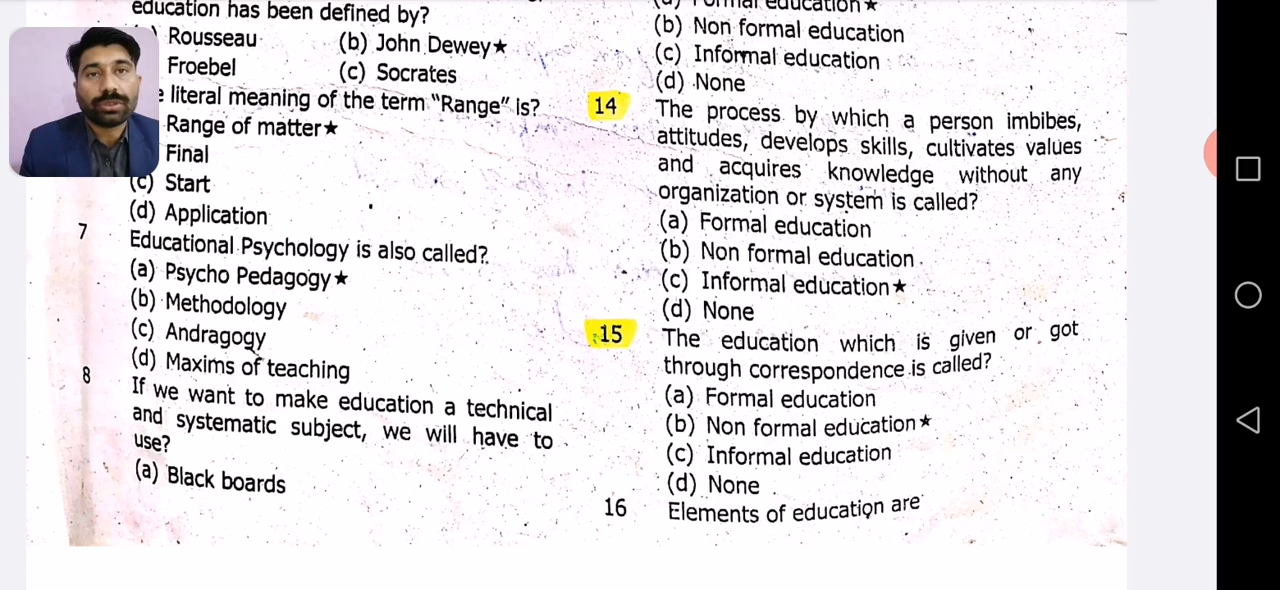 education has been defined by?
Rousseau (b) John Dewey★
Froebel (c) Socrates
literal meaning of the term "Range" is?
Range of matter★
Final
(c) Start
(d) Application
7 Educational Psychology is also called?
(a) Psycho Pedagogy★
(b) Methodology
(c) Andragogy
(d) Maxims of teaching
8 If we want to make education a technical
and systematic subject, we will have to
use?
(a) Black boards
education★
(b) Non formal education
(c) Informal education
(d) None
14 The process by which a person imbibes,
attitudes, develops skills, cultivates values
and acquires knowledge without any
organization or system is called?
(a) Formal education
(b) Non formal education
(c) Informal education★
(d) None
15 The education which is given or got
through correspondence is called?
(a) Formal education
(b) Non formal education★
(c) Informal education
(d) None
16 Elements of education are